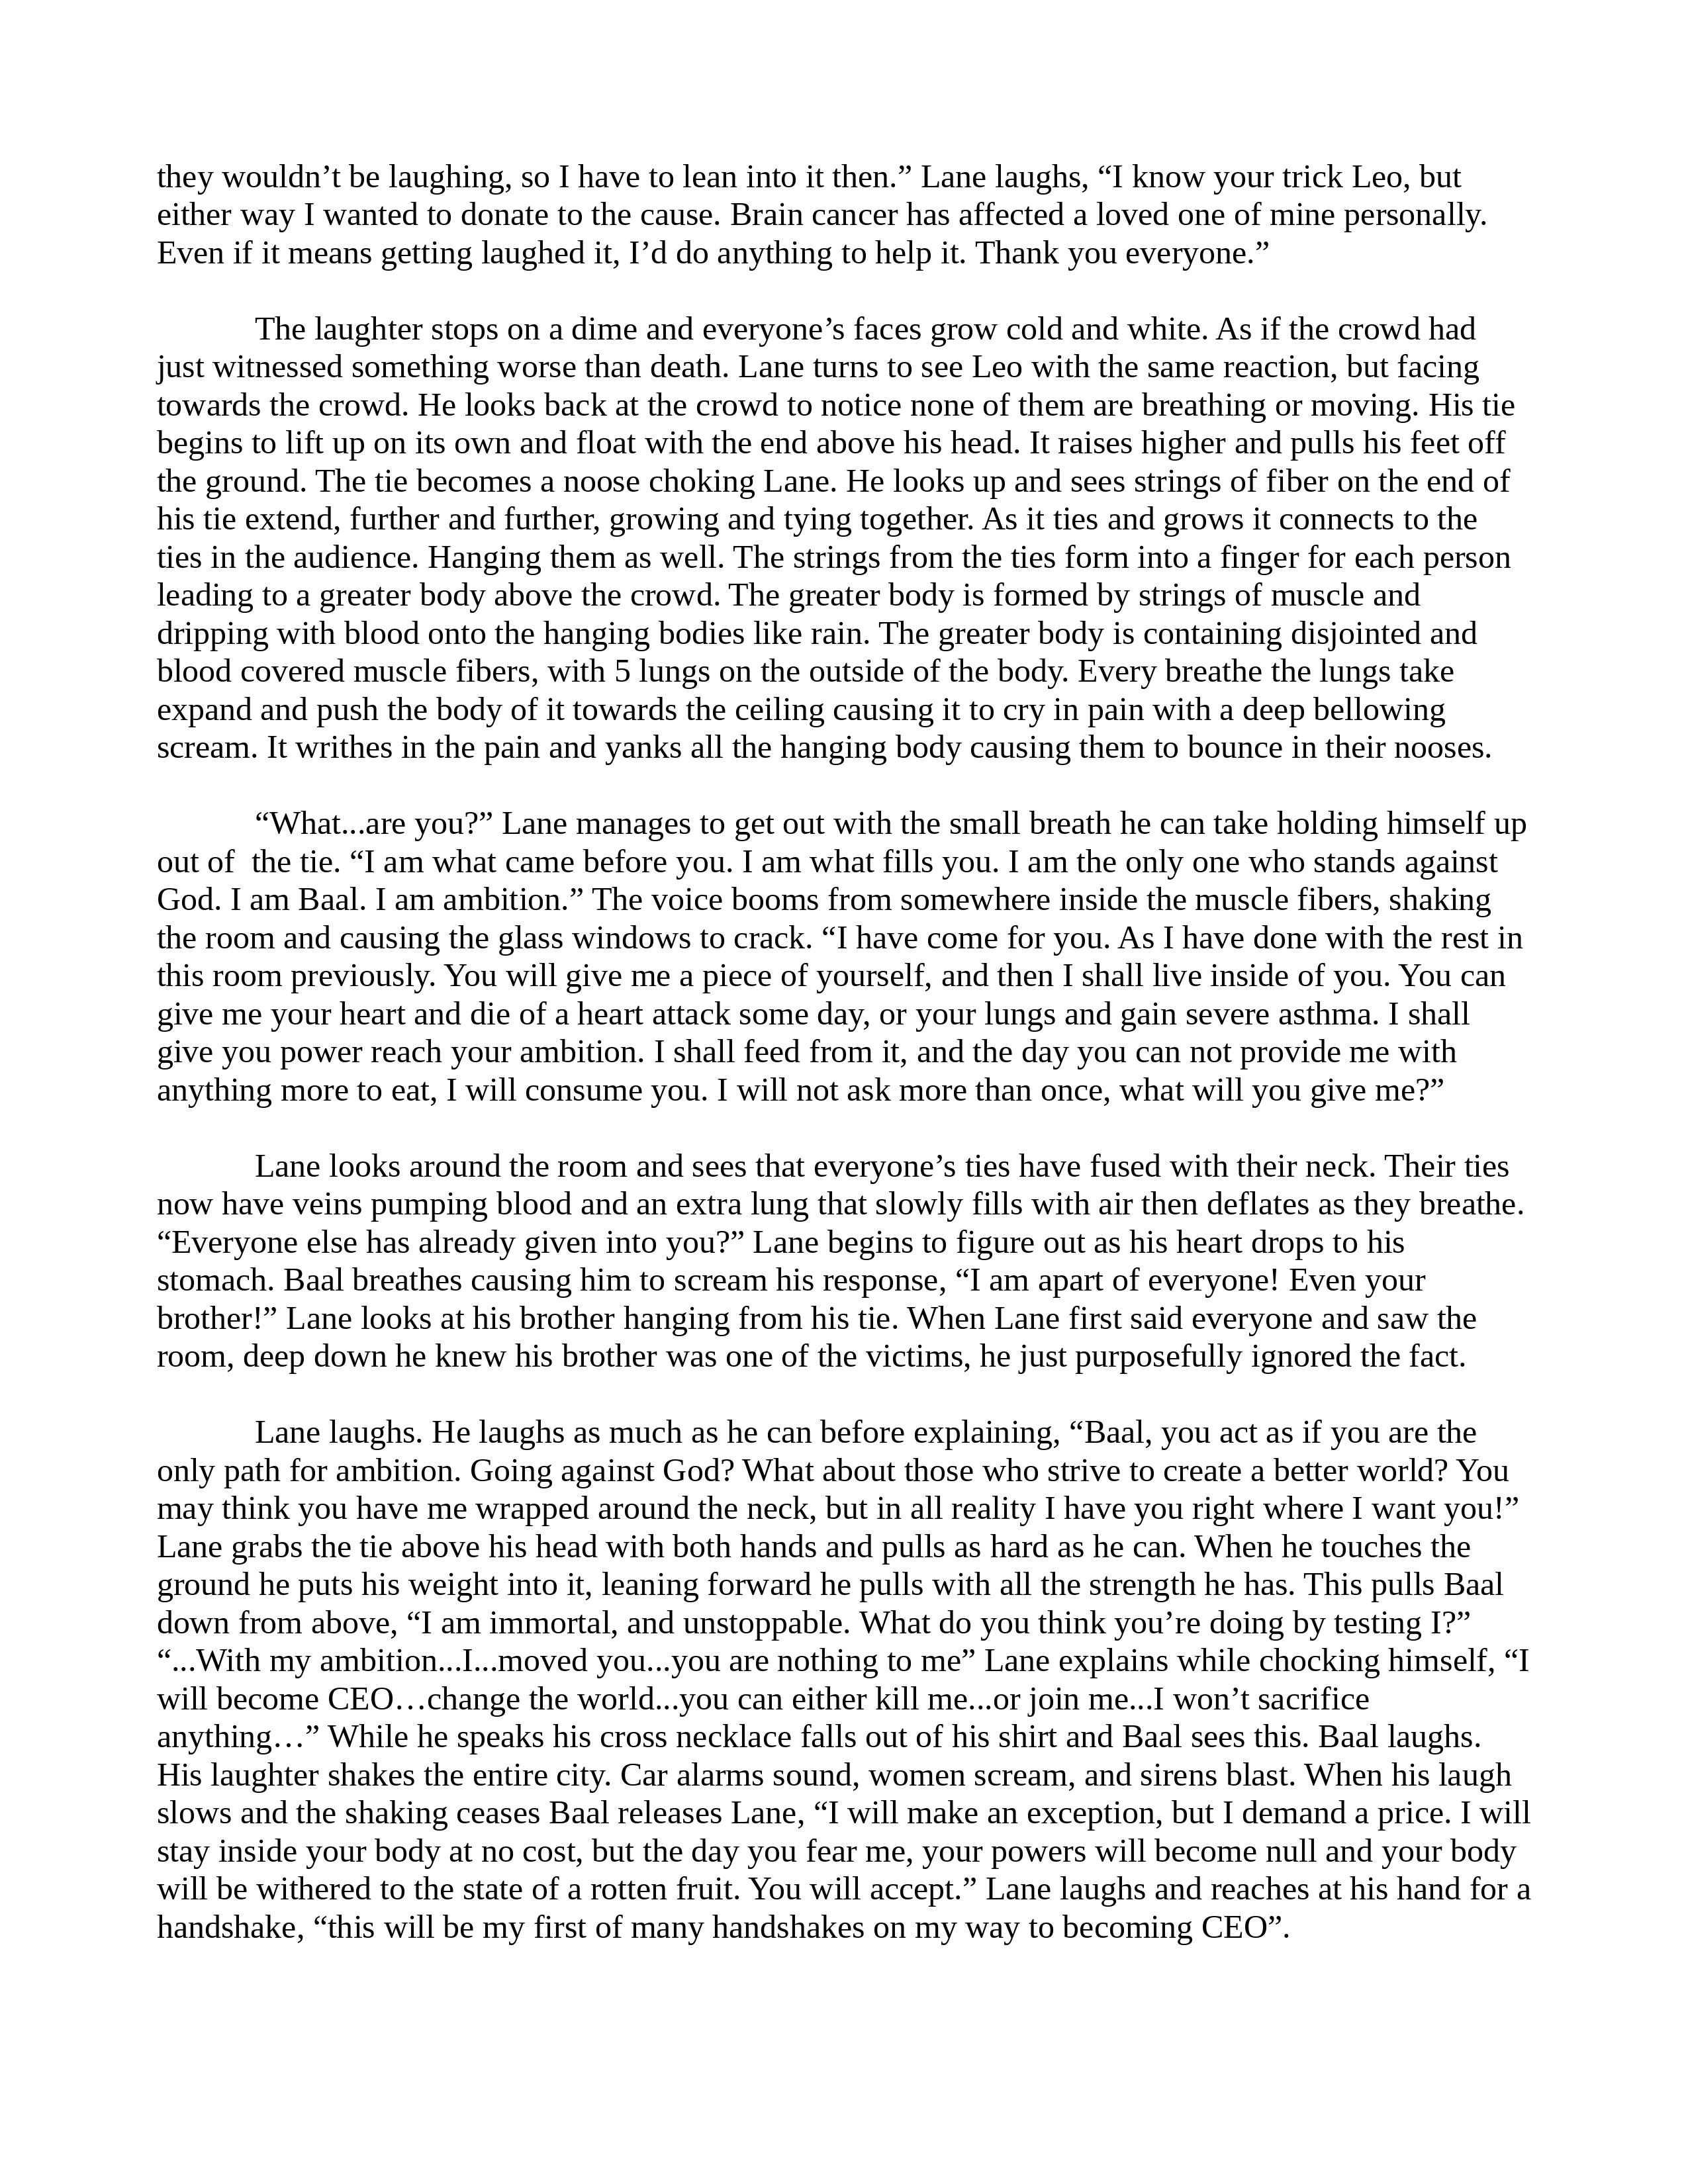 they wouldn’t be laughing, so I have to lean into it then.” Lane laughs, “I know your trick Leo, but
either way I wanted to donate to the cause. Brain cancer has affected a loved one of mine personally.
Even if it means getting laughed it, I’d do anything to help it. Thank you everyone.”
The laughter stops on a dime and everyone’s faces grow cold and white. As if the crowd had
just witnessed something worse than death. Lane turns to see Leo with the same reaction, but facing
towards the crowd. He looks back at the crowd to notice none of them are breathing or moving. His tie
begins to lift up on its own and float with the end above his head. It raises higher and pulls his feet off
the ground. The tie becomes a noose choking Lane. He looks up and sees strings of fiber on the end of
his tie extend, further and further, growing and tying together. As it ties and grows it connects to the
ties in the audience. Hanging them as well. The strings from the ties form into a finger for each person
leading to a greater body above the crowd. The greater body is formed by strings of muscle and
dripping with blood onto the hanging bodies like rain. The greater body is containing disjointed and
blood covered muscle fibers, with 5 lungs on the outside of the body. Every breathe the lungs take
expand and push the body of it towards the ceiling causing it to cry in pain with a deep bellowing
scream. It writhes in the pain and yanks all the hanging body causing them to bounce in their nooses.
“What...are you?” Lane manages to get out with the small breath he can take holding himself up
out of  the tie. “I am what came before you. I am what fills you. I am the only one who stands against
God. I am Baal. I am ambition.” The voice booms from somewhere inside the muscle fibers, shaking
the room and causing the glass windows to crack. “I have come for you. As I have done with the rest in
this room previously. You will give me a piece of yourself, and then I shall live inside of you. You can
give me your heart and die of a heart attack some day, or your lungs and gain severe asthma. I shall
give you power reach your ambition. I shall feed from it, and the day you can not provide me with
anything more to eat, I will consume you. I will not ask more than once, what will you give me?”
Lane looks around the room and sees that everyone’s ties have fused with their neck. Their ties
now have veins pumping blood and an extra lung that slowly fills with air then deflates as they breathe.
“Everyone else has already given into you?” Lane begins to figure out as his heart drops to his
stomach. Baal breathes causing him to scream his response, “I am apart of everyone! Even your
brother!” Lane looks at his brother hanging from his tie. When Lane first said everyone and saw the
room, deep down he knew his brother was one of the victims, he just purposefully ignored the fact.
Lane laughs. He laughs as much as he can before explaining, “Baal, you act as if you are the
only path for ambition. Going against God? What about those who strive to create a better world? You
may think you have me wrapped around the neck, but in all reality I have you right where I want you!”
Lane grabs the tie above his head with both hands and pulls as hard as he can. When he touches the
ground he puts his weight into it, leaning forward he pulls with all the strength he has. This pulls Baal
down from above, “I am immortal, and unstoppable. What do you think you’re doing by testing I?”
“...With my ambition...I...moved you...you are nothing to me” Lane explains while chocking himself, “I
will become CEO…change the world...you can either kill me...or join me...I won’t sacrifice
anything…” While he speaks his cross necklace falls out of his shirt and Baal sees this. Baal laughs.
His laughter shakes the entire city. Car alarms sound, women scream, and sirens blast. When his laugh
slows and the shaking ceases Baal releases Lane, “I will make an exception, but I demand a price. I will
stay inside your body at no cost, but the day you fear me, your powers will become null and your body
will be withered to the state of a rotten fruit. You will accept.” Lane laughs and reaches at his hand for a
handshake, “this will be my first of many handshakes on my way to becoming CEO”.